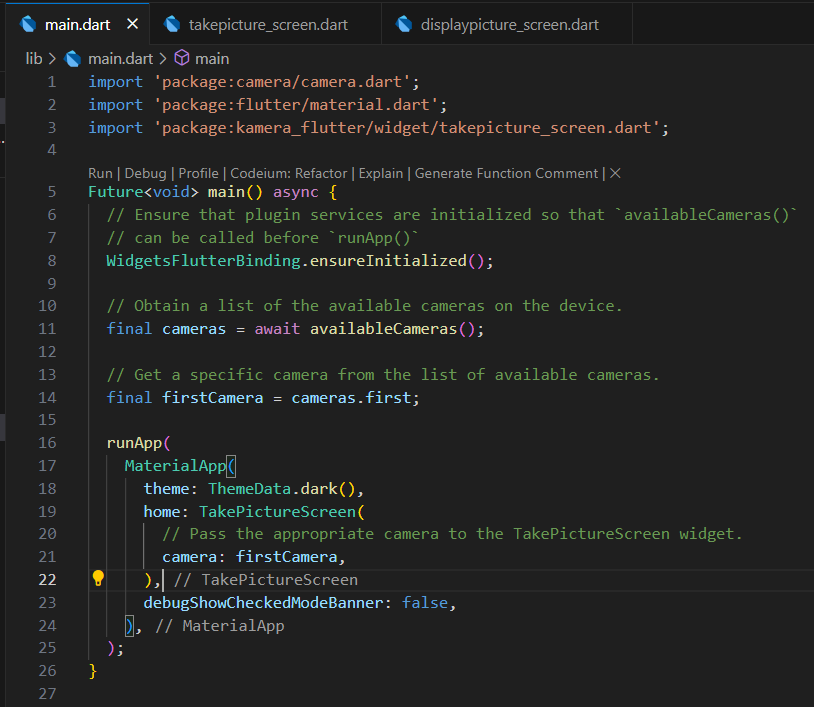 main.dart takepicture_screen.dart displaypicture_screen.dart
lib > main.dart > main
1 import 'package:camera/camera.dart';
2 import 'package:flutter/material.dart';
3 import 'package:kamera_flutter/widget/takepicture_screen.dart';
4
Run | Debug | Profile | Codeium: Refactor | Explain | Generate Function Comment | ×
5 Future<void> main() async {
6 // Ensure that plugin services are initialized so that `availableCameras()`
7 // can be called before `runApp()`
8 WidgetsFlutterBinding.ensureInitialized();
9
10 // Obtain a list of the available cameras on the device.
11 final cameras = await availableCameras();
12
13 // Get a specific camera from the list of available cameras.
14 final firstCamera = cameras.first;
15
16 runApp(
17 MaterialApp(
18 theme: ThemeData.dark(),
19 home: TakePictureScreen(
20 // Pass the appropriate camera to the TakePictureScreen widget.
21 camera: firstCamera,
22 ), // TakePictureScreen
23 debugShowCheckedModeBanner: false,
24 ), // MaterialApp
25 );
26 }
27